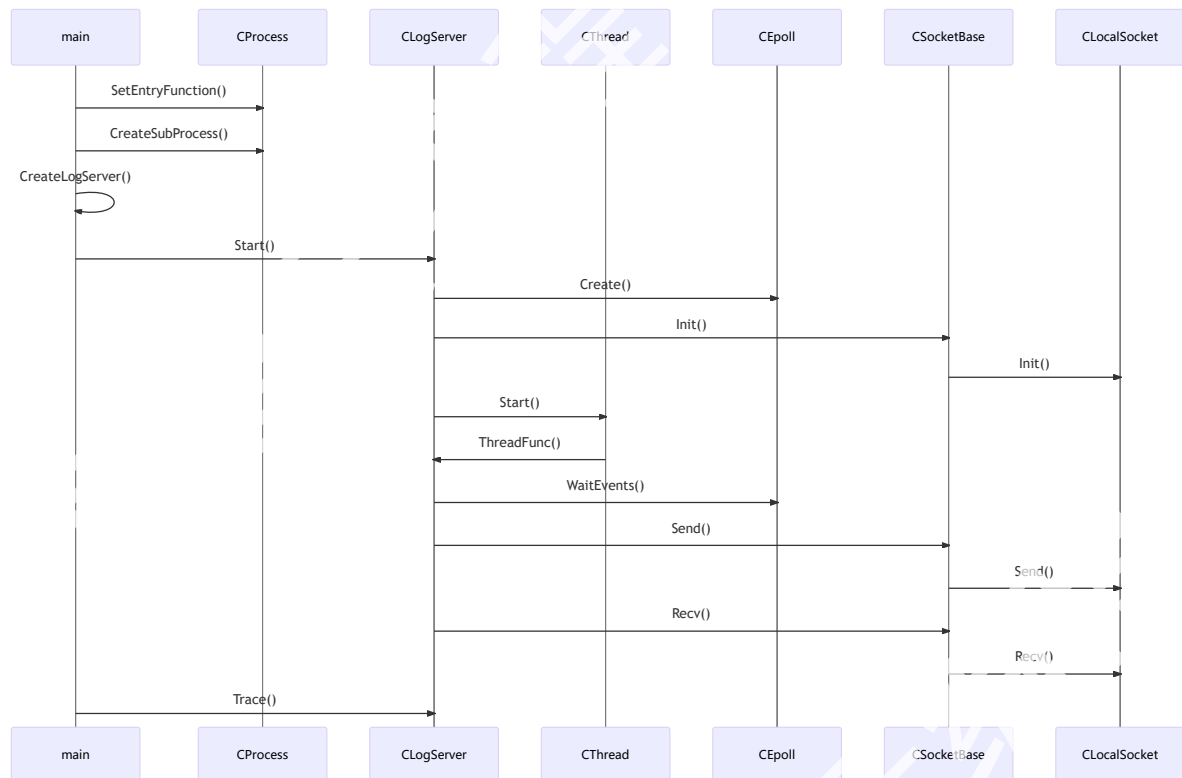 main
CProcess
CLogServer
CThread
CEpoll
CSocketBase
CLocalSocket
SetEntryFunction()
CreateSubProcess()
CreateLogServer()
Start()
Create()
Init()
Init()
Start()
ThreadFunc()
WaitEvents()
Send()
Send()
Recv()
Recv()
Trace()
main
CProcess
CLogServer
CThread
CEpoll
CSocketBase
CLocalSocket